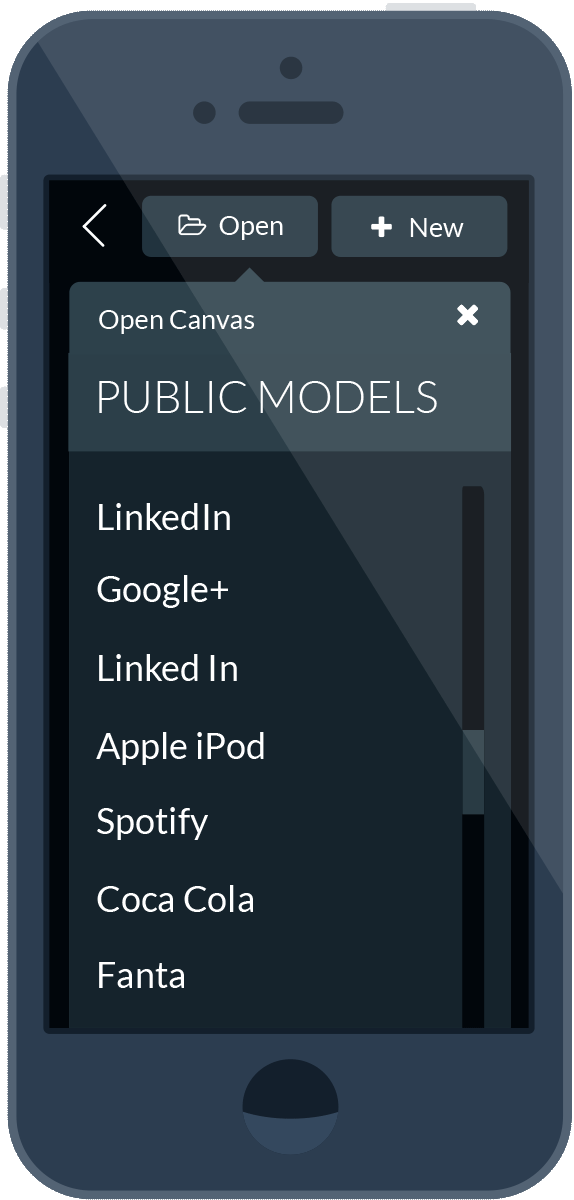 Open
New
Open Canvas
PUBLIC MODELS
LinkedIn
Google+
Linked In
Apple iPod
Spotify
Coca Cola
Fanta